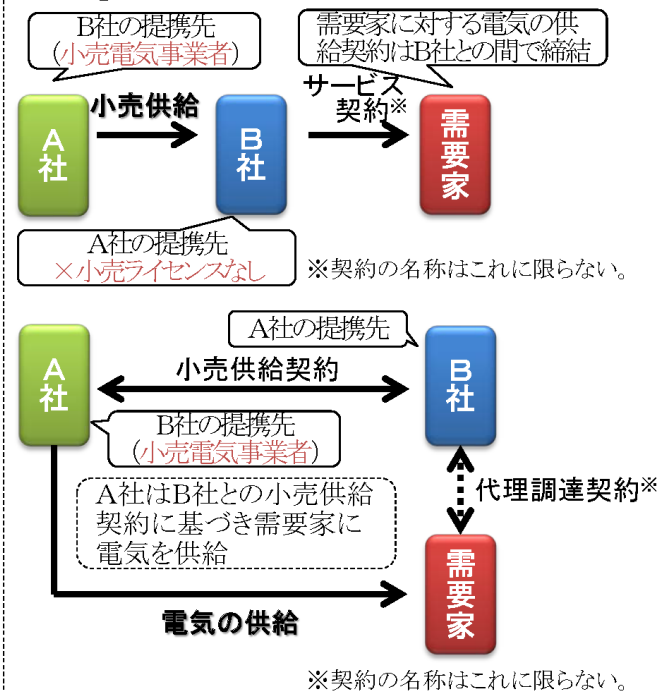 B社の提携先
(小売電気事業者)
需要家に対する電気の供
給契約はB社との間で締結
A社
小売供給
B社
サービス
契約※
需要家
A社の提携先
×小売ライセンスなし
※契約の名称はこれに限らない。
A社の提携先
A社
小売供給契約
B社
B社の提携先
(小売電気事業者)
A社はB社との小売供給
契約に基づき需要家に
電気を供給
代理調達契約※
需要家
電気の供給
※契約の名称はこれに限らない。